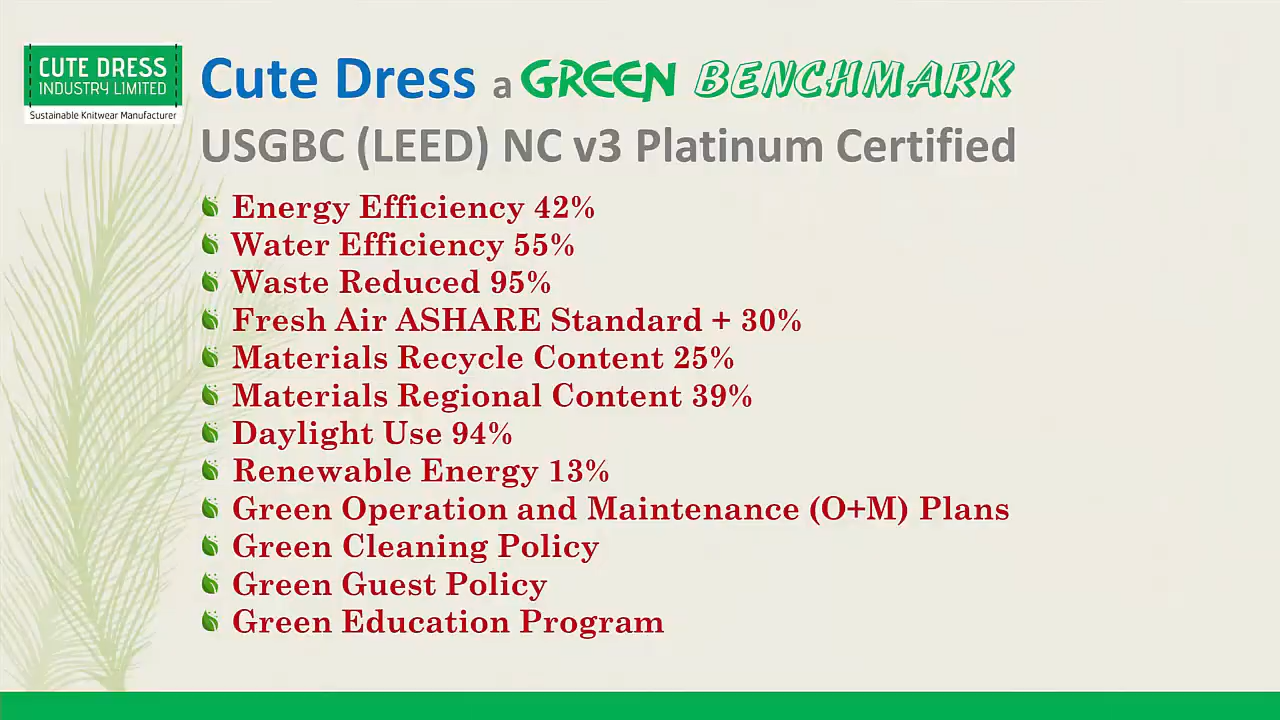 CUTE DRESS
INDUSTRY LIMITED
Sustainable Knitwear Manufacturer
Cute Dress a GREEN BENCHMARK
USGBC (LEED) NC v3 Platinum Certified
Energy Efficiency 42%
Water Efficiency 55%
Waste Reduced 95%
Fresh Air ASHARE Standard + 30%
Materials Recycle Content 25%
Materials Regional Content 39%
Daylight Use 94%
Renewable Energy 13%
Green Operation and Maintenance (O+M) Plans
Green Cleaning Policy
Green Guest Policy
Green Education Program